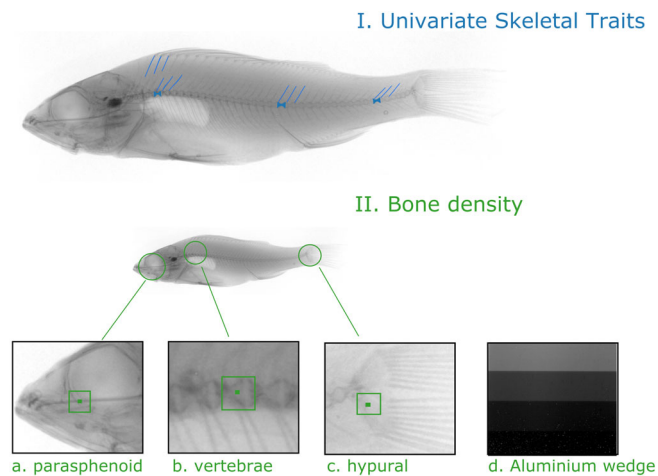 I. Univariate Skeletal Traits
II. Bone density
a. parasphenoid
b. vertebrae
c. hypural
d. Aluminium wedge